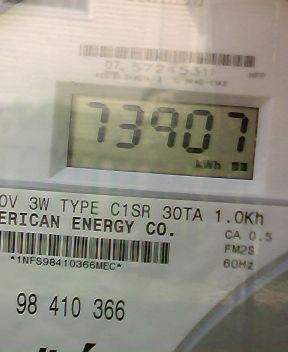 73907
kWh
0V 3W TYPE C1SR 30TA 1.0Kh
ERICAN ENERGY CO.
CA 0.5
FM2S
60Hz
*1NFS98410366MEC*
98 410 366